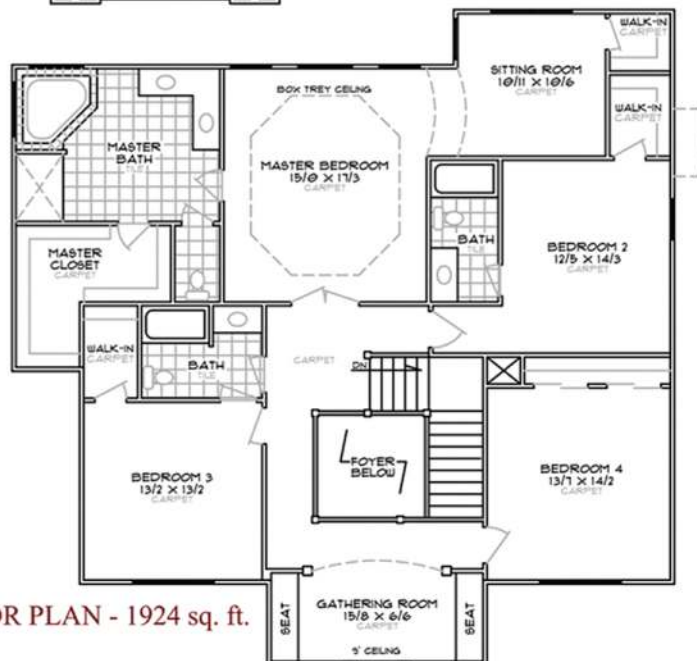 WALK-IN
CARPET
SITTING ROOM
10/11 X 10/6
CARPET
BOX TREY CEILING
WALK-IN
CARPET
MASTER
BATH
TILE
MASTER BEDROOM
15/0 X 17/3
CARPET
BATH
TILE
BEDROOM 2
12/5 X 14/3
CARPET
MASTER
CLOSET
CARPET
WALK-IN
CARPET
BATH
TILE
CARPET
DN
FOYER
BELOW
BEDROOM 3
13/2 X 13/2
CARPET
BEDROOM 4
13/7 X 14/2
CARPET
OR PLAN - 1924 sq. ft.
SEAT
GATHERING ROOM
15/8 X 6/6
CARPET
SEAT
9' CEILING